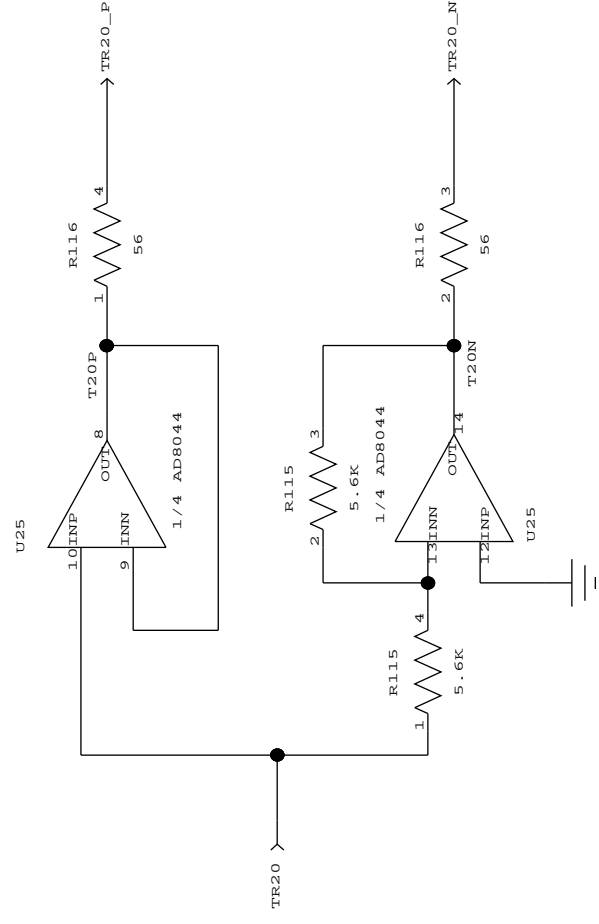 TR20_P
4
R116
56
1
T20P
8
OUT
1/4 AD8044
U25
10
INP
INN
9
TR20_N
3
R116
56
2
T20N
14
OUT
1/4 AD8044
3
R115
5.6K
2
U25
13
INN
12
INP
4
R115
5.6K
1
TR20